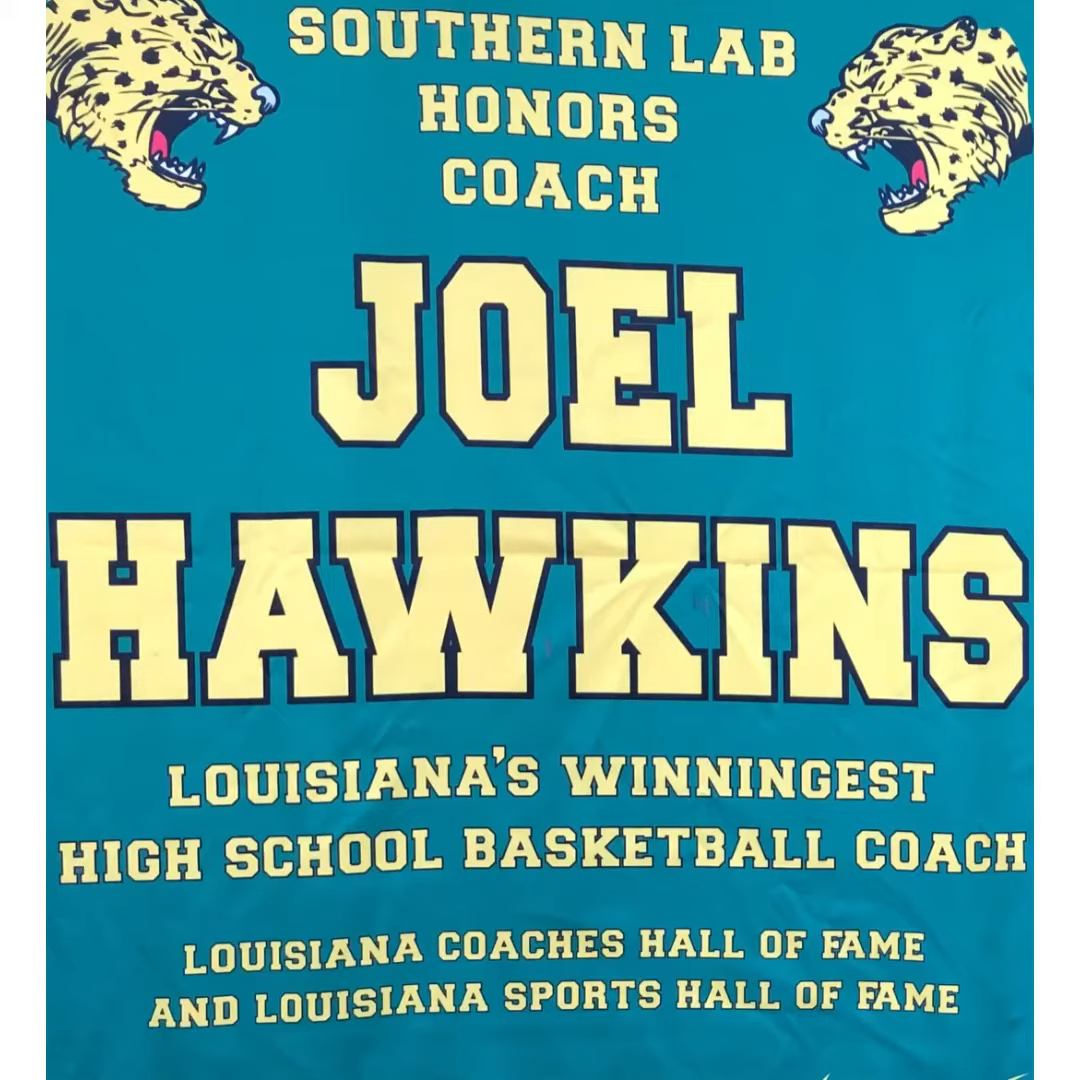 SOUTHERN LAB
HONORS
COACH
JOEL
HAWKINS
LOUISIANA'S WINNINGEST
HIGH SCHOOL BASKETBALL COACH
LOUISIANA COACHES HALL OF FAME
AND LOUISIANA SPORTS HALL OF FAME